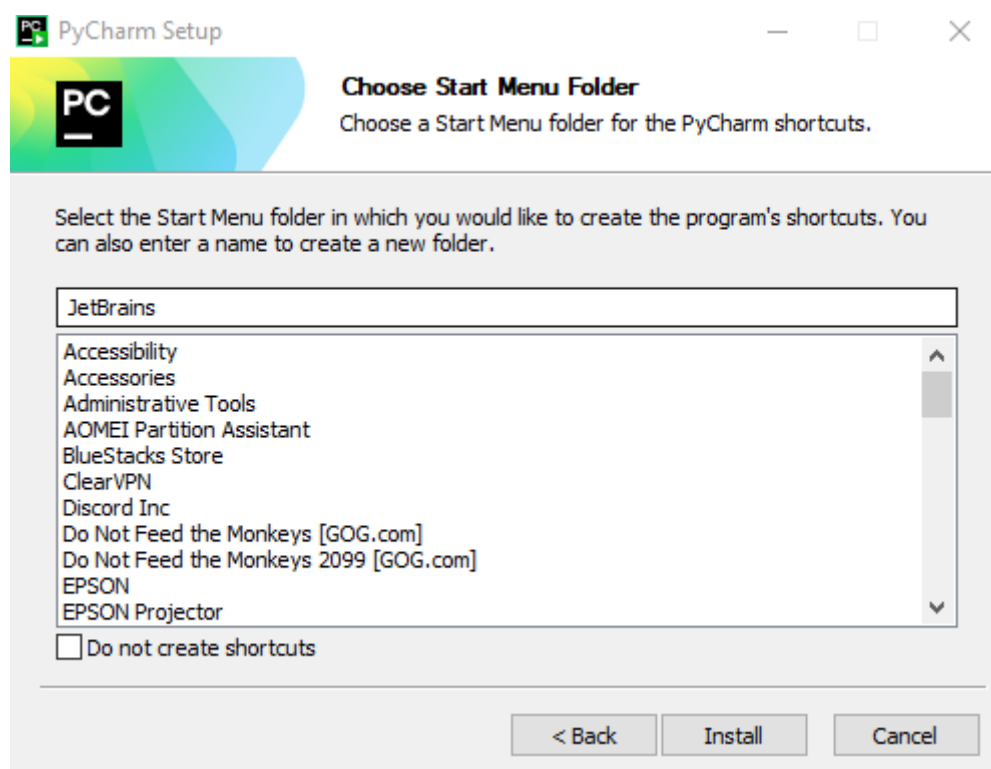 PC PyCharm Setup
PC
Choose Start Menu Folder
Choose a Start Menu folder for the PyCharm shortcuts.
Select the Start Menu folder in which you would like to create the program's shortcuts. You
can also enter a name to create a new folder.
JetBrains
Accessibility
Accessories
Administrative Tools
AOMEI Partition Assistant
BlueStacks Store
ClearVPN
Discord Inc
Do Not Feed the Monkeys [GOG.com]
Do Not Feed the Monkeys 2099 [GOG.com]
EPSON
EPSON Projector
Do not create shortcuts
< Back Install Cancel